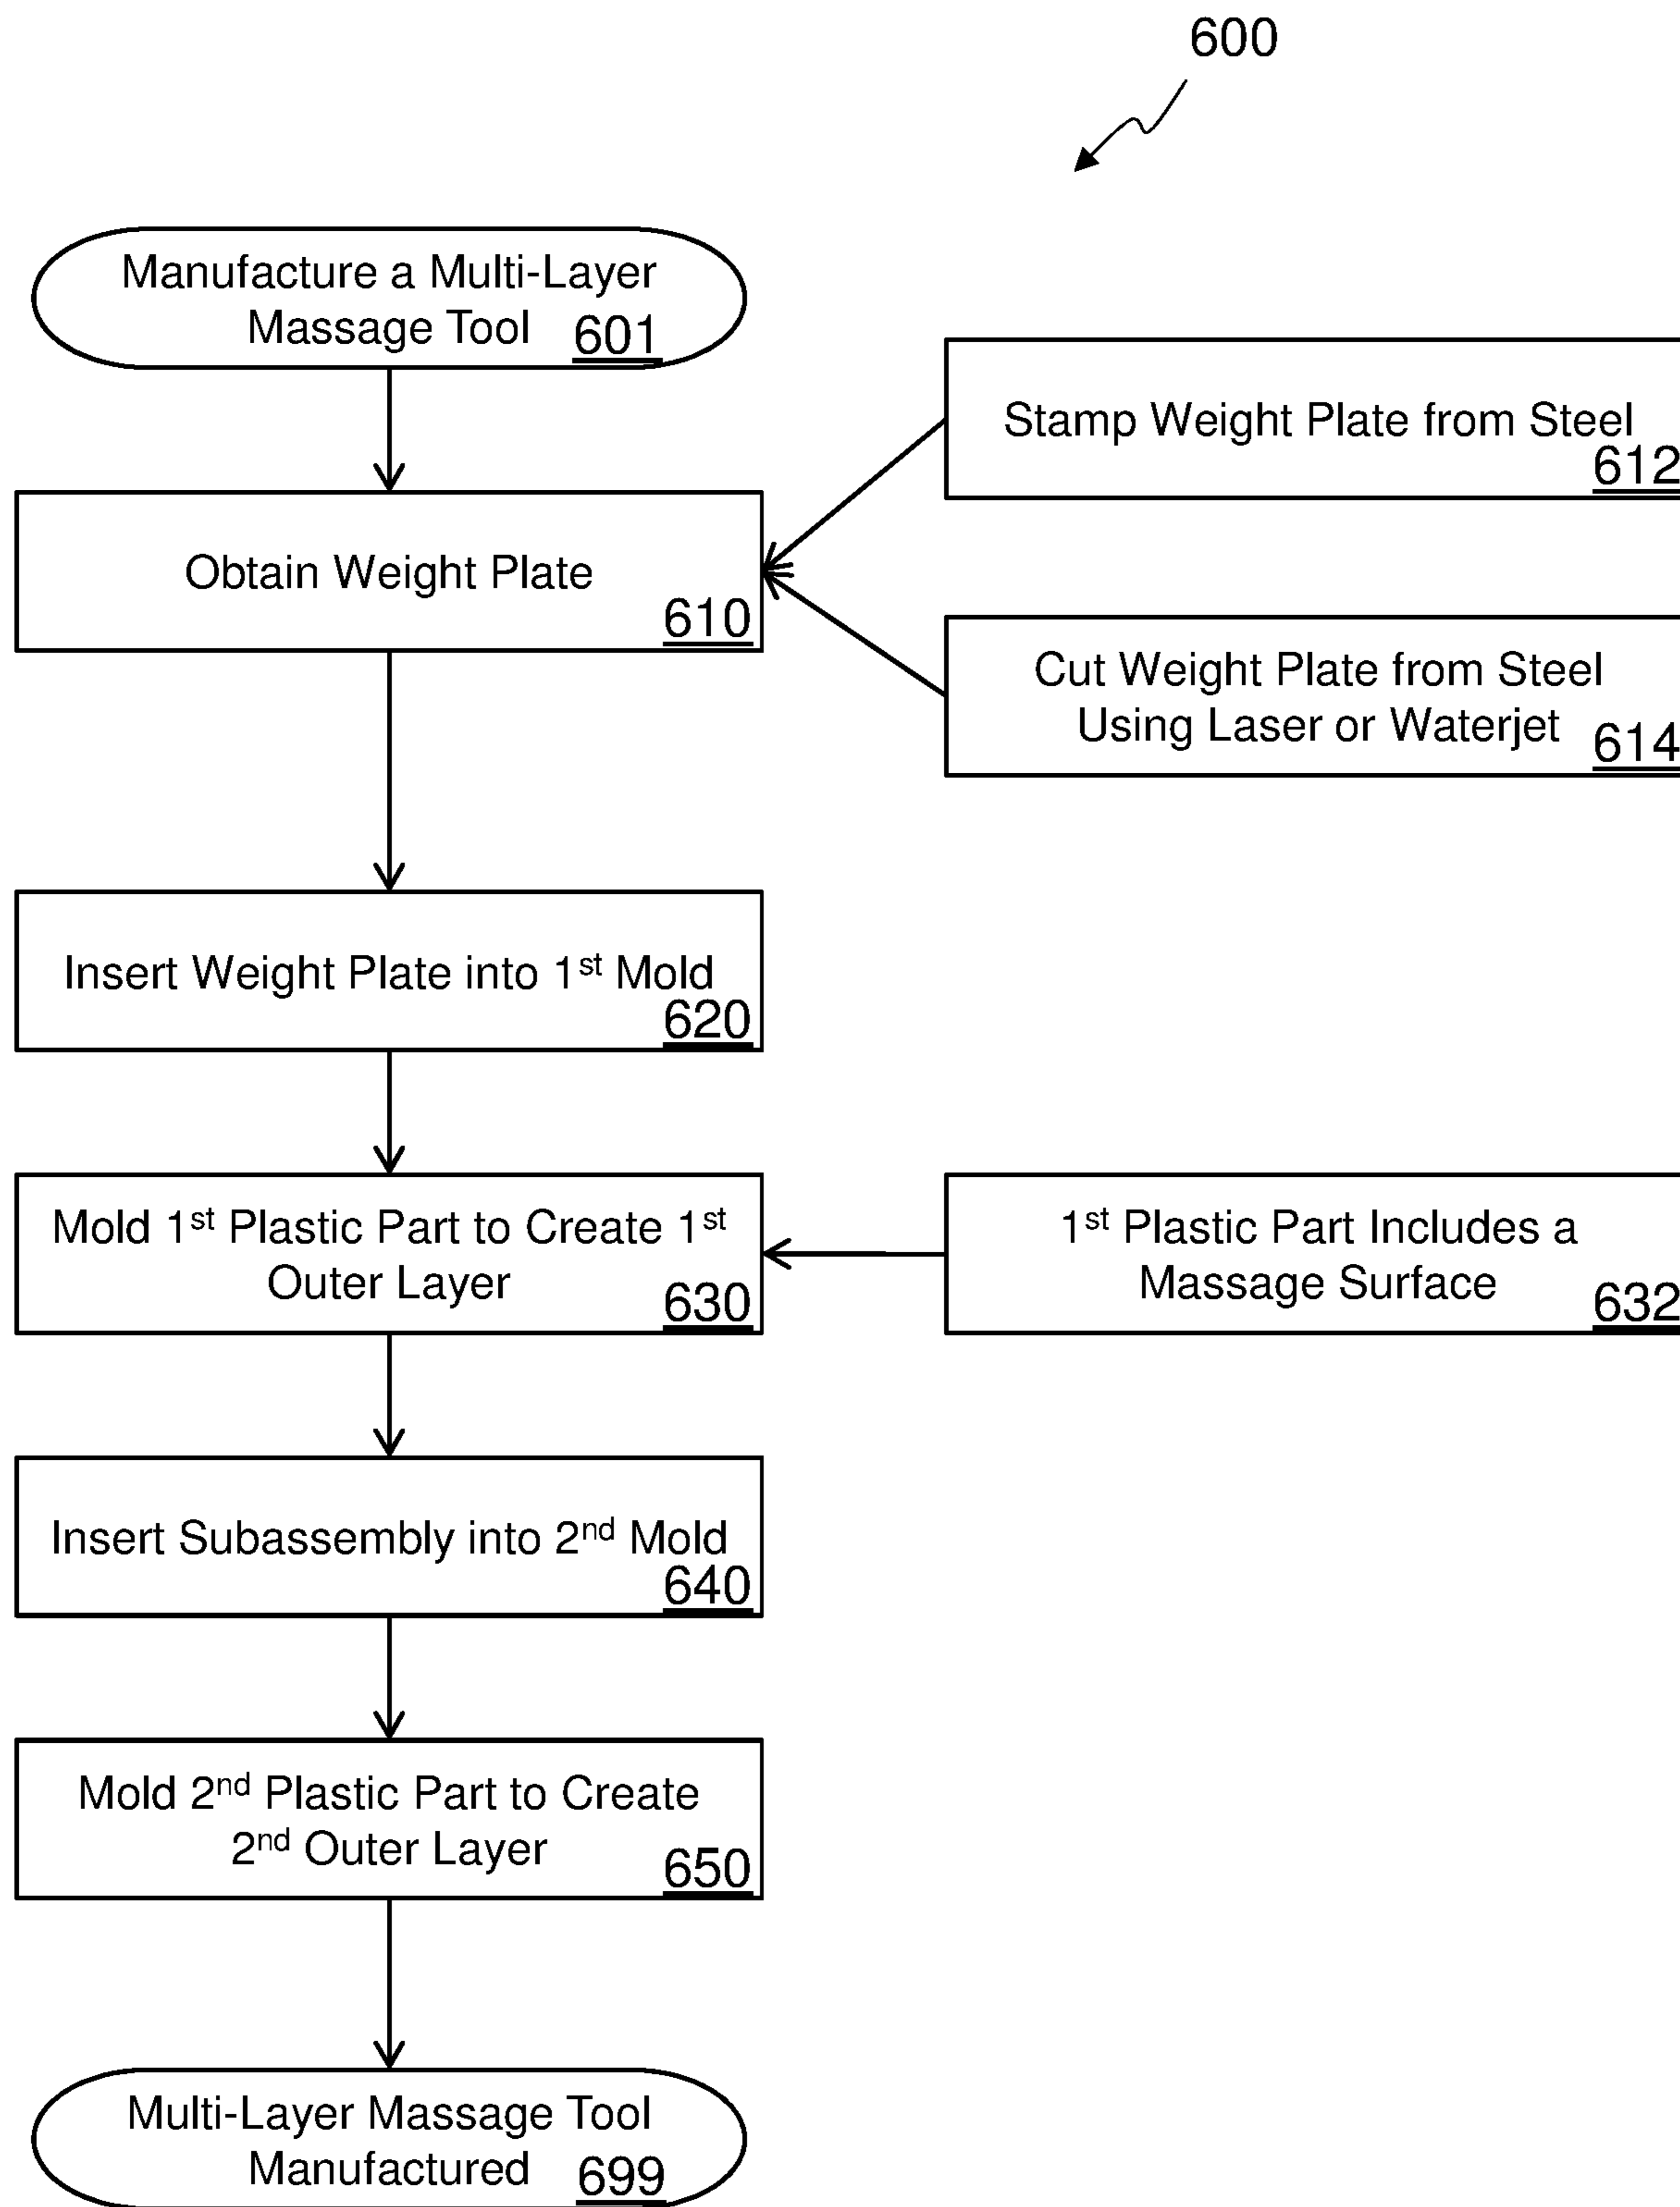 600
Manufacture a Multi-Layer
Massage Tool 601
Stamp Weight Plate from Steel
612
Obtain Weight Plate
610
Cut Weight Plate from Steel
Using Laser or Waterjet 614
Insert Weight Plate into 1st Mold
620
Mold 1st Plastic Part to Create 1st
Outer Layer 630
1st Plastic Part Includes a
Massage Surface 632
Insert Subassembly into 2nd Mold
640
Mold 2nd Plastic Part to Create
2nd Outer Layer 650
Multi-Layer Massage Tool
Manufactured 699